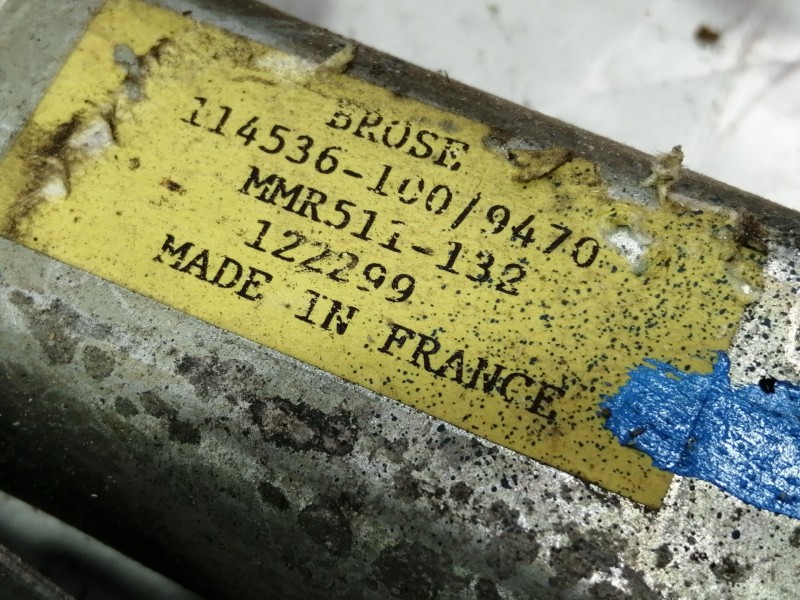 BROSE
114536-100/9470
MMR511-132
122299
MADE IN FRANCE